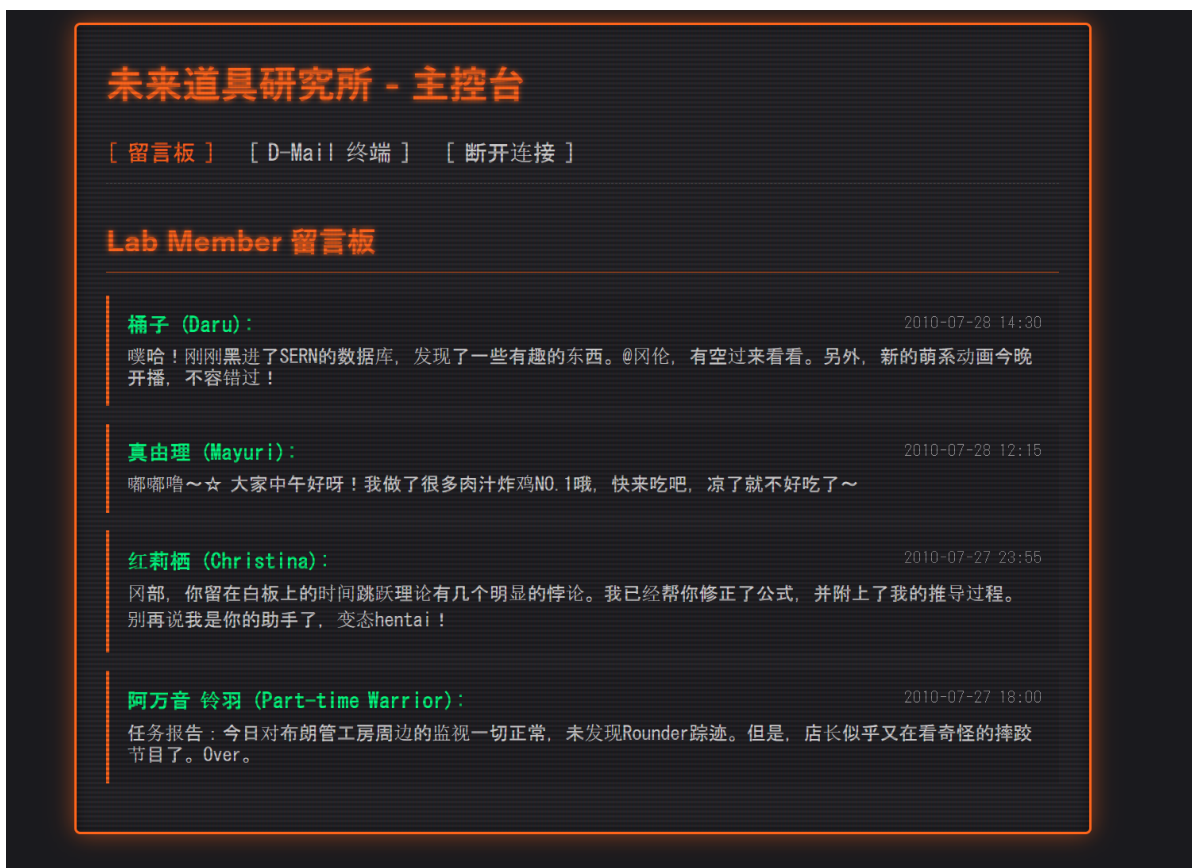 未来道具研究所 - 主控台
[ 留言板 ] [ D-Mail 终端 ] [ 断开连接 ]
Lab Member 留言板
桶子 (Daru): 2010-07-28 14:30
噗哈！刚刚黑进了SERN的数据库，发现了一些有趣的东西。@冈伦，有空过来看看。另外，新的萌系动画今晚
开播，不容错过！
真由理 (Mayuri): 2010-07-28 12:15
嘟嘟噜～☆ 大家中午好呀！我做了很多肉汁炸鸡NO.1哦，快来吃吧，凉了就不好吃了～
红莉栖 (Christina): 2010-07-27 23:55
冈部，你留在白板上的时间跳跃理论有几个明显的悖论。我已经帮你修正了公式，并附上了我的推导过程。
别再说我是你的助手了，变态hentai！
阿万音 铃羽 (Part-time Warrior): 2010-07-27 18:00
任务报告：今日对布朗管工房周边的监视一切正常，未发现Rounder踪迹。但是，店长似乎又在看奇怪的摔跤
节目了。Over。